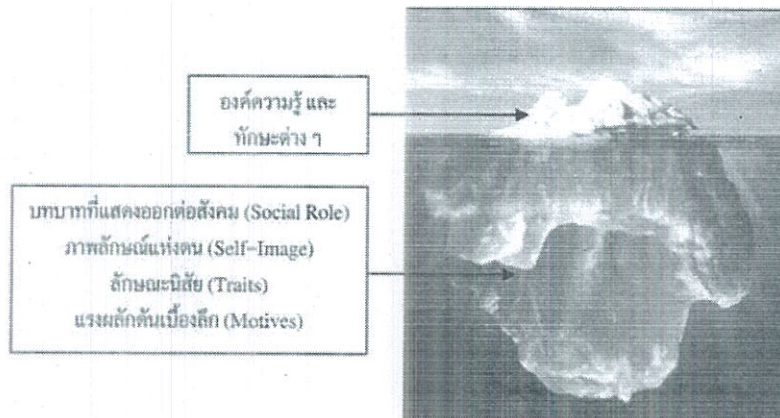 องค์ความรู้ และ
ทักษะต่าง ๆ
บทบาทที่แสดงออกต่อสังคม (Social Role)
ภาพลักษณ์แห่งตน (Self-Image)
ลักษณะนิสัย (Traits)
แรงผลักดันเบื้องลึก (Motives)